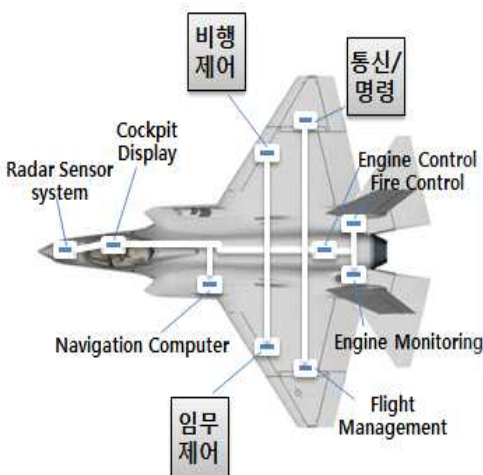 비행
제어
통신/
명령
Cockpit
Display
Radar Sensor
system
Engine Control
Fire Control
Navigation Computer
Engine Monitoring
임무
제어
Flight
Management